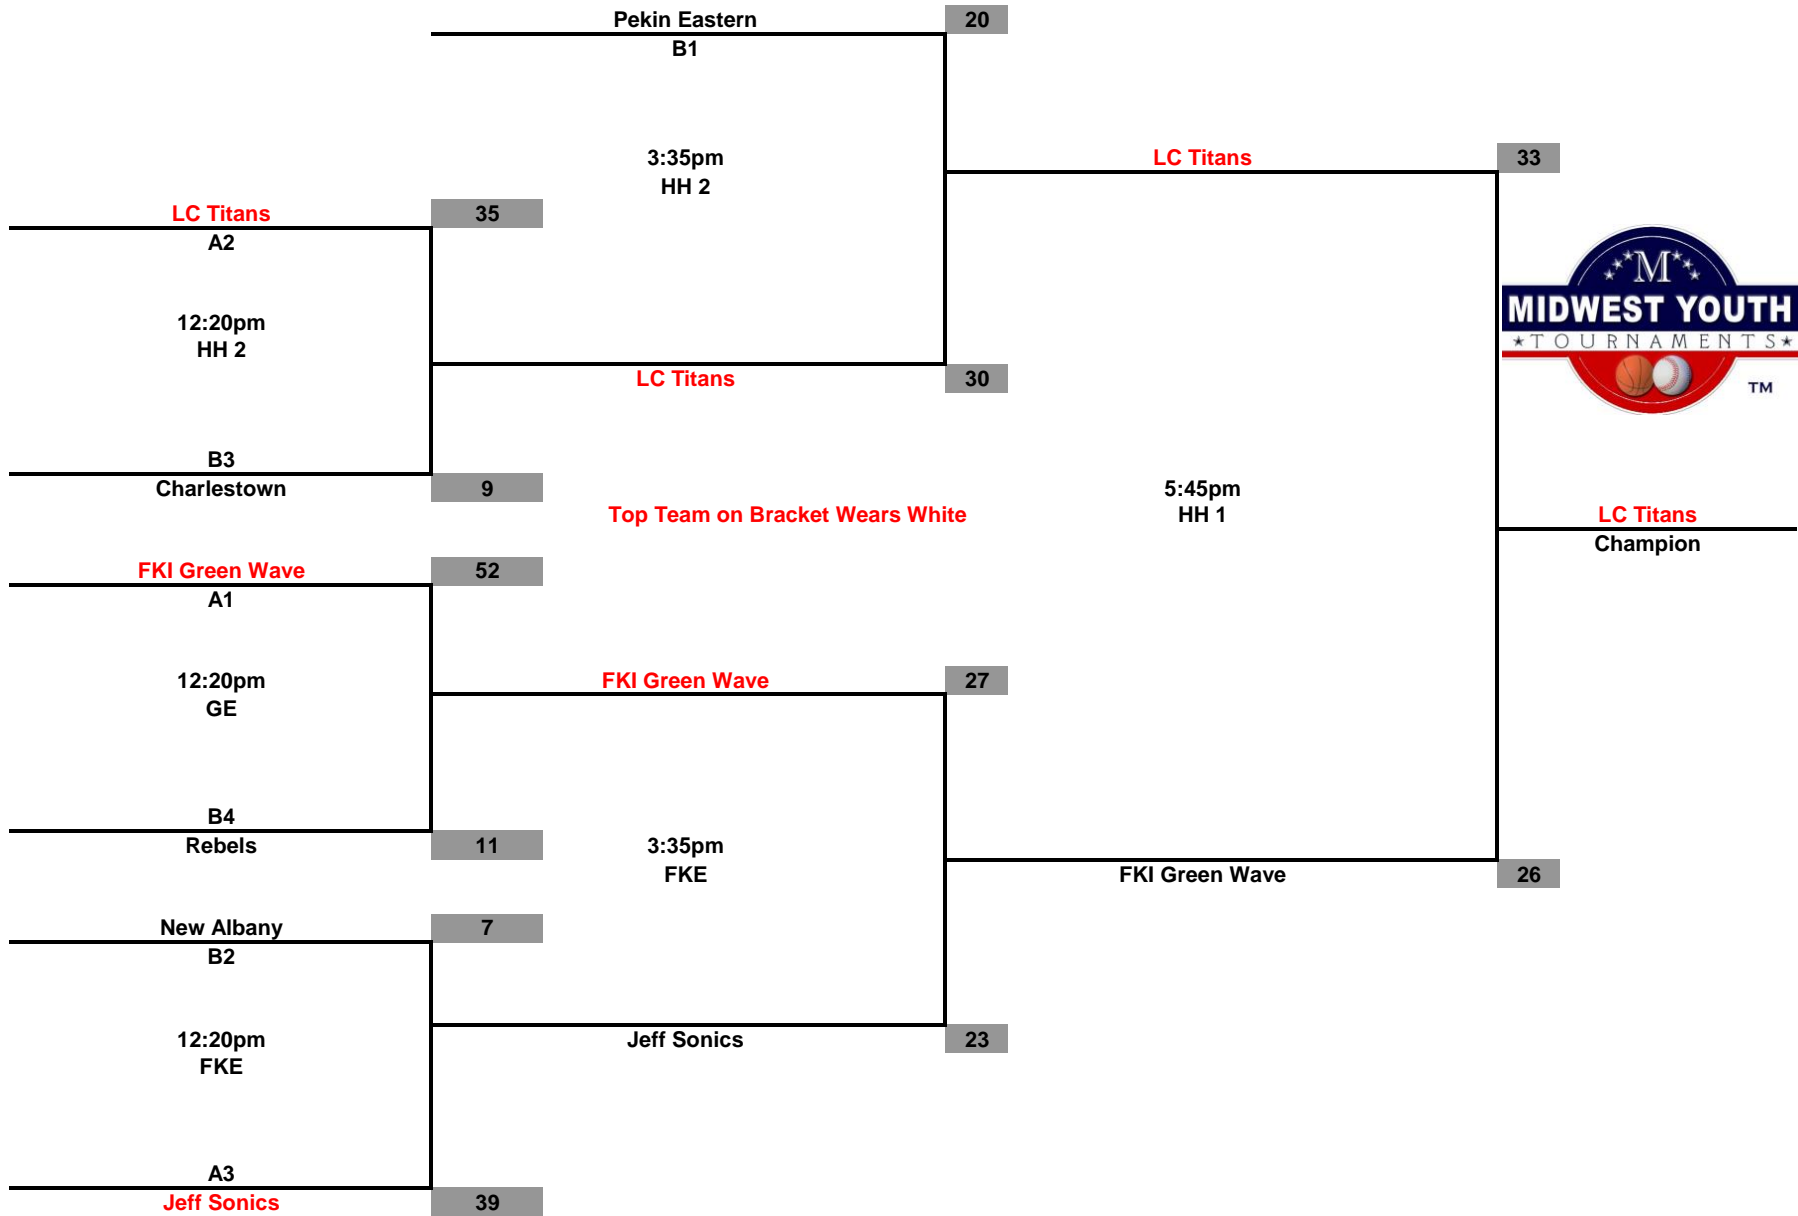 Pekin Eastern 20
B1
3:35pm
HH 2
LC Titans 33
LC Titans 35
A2
12:20pm
HH 2
M
MIDWEST YOUTH
★TOURNAMENTS★
TM
LC Titans 30
B3
Charlestown 9
Top Team on Bracket Wears White
5:45pm
HH 1
LC Titans
Champion
FKI Green Wave 52
A1
12:20pm
GE
FKI Green Wave 27
B4
Rebels 11
3:35pm
FKE
FKI Green Wave 26
New Albany 7
B2
12:20pm
FKE
Jeff Sonics 23
A3
Jeff Sonics 39